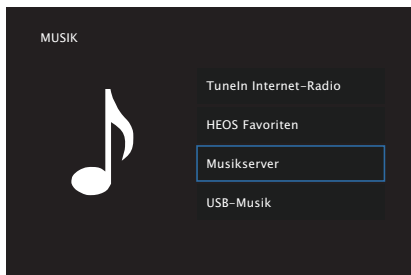 MUSIK
TuneIn Internet-Radio
HEOS Favoriten
Musikserver
USB-Musik